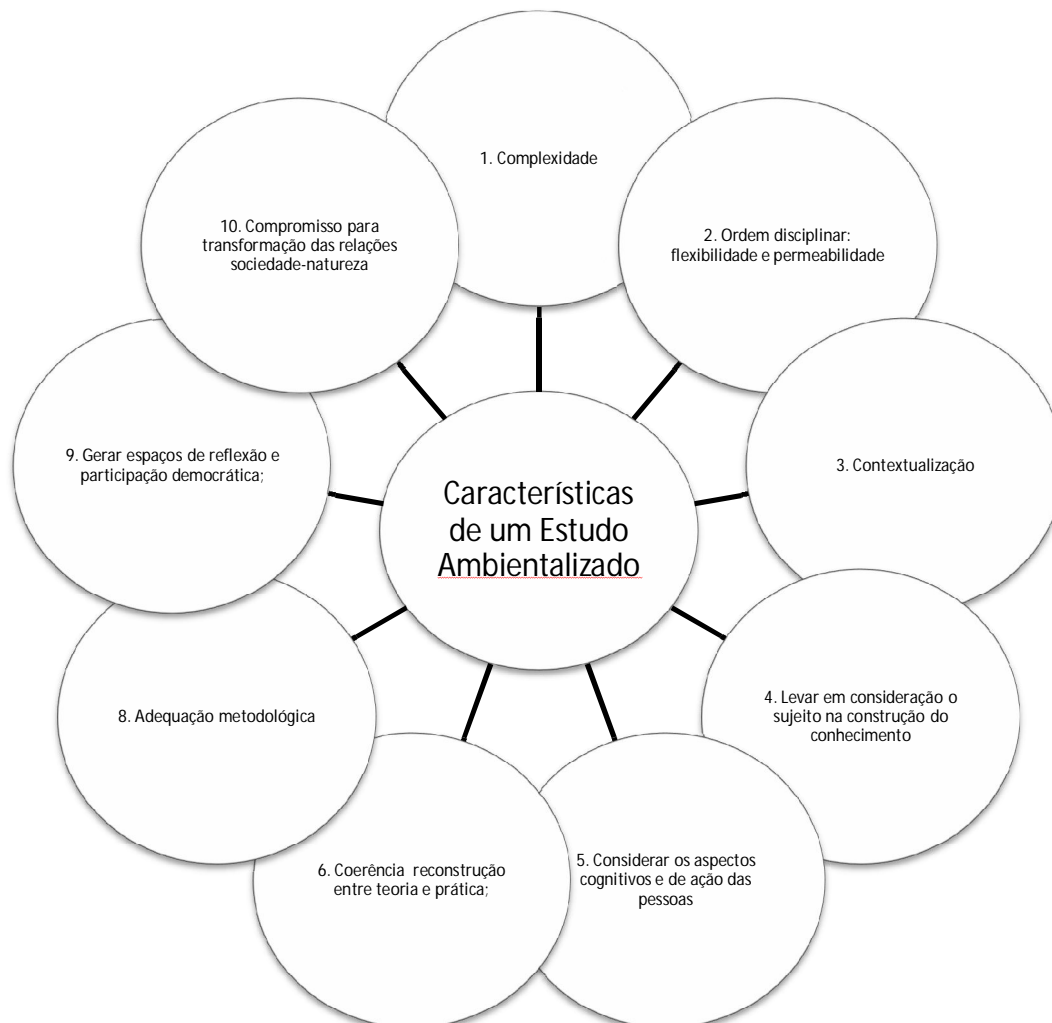 1. Complexidade
2. Ordem disciplinar:
flexibilidade e permeabilidade
3. Contextualização
4. Levar em consideração o
sujeito na construção do
conhecimento
5. Considerar os aspectos
cognitivos e de ação das
pessoas
6. Coerência reconstrução
entre teoria e prática;
8. Adequação metodológica
9. Gerar espaços de reflexão e
participação democrática;
10. Compromisso para
transformação das relações
sociedade-natureza
Características
de um Estudo
Ambientalizado